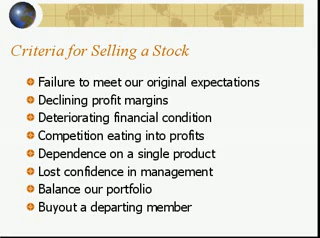 Criteria for Selling a Stock
Failure to meet our original expectations
Declining profit margins
Deteriorating financial condition
Competition eating into profits
Dependence on a single product
Lost confidence in management
Balance our portfolio
Buyout a departing member